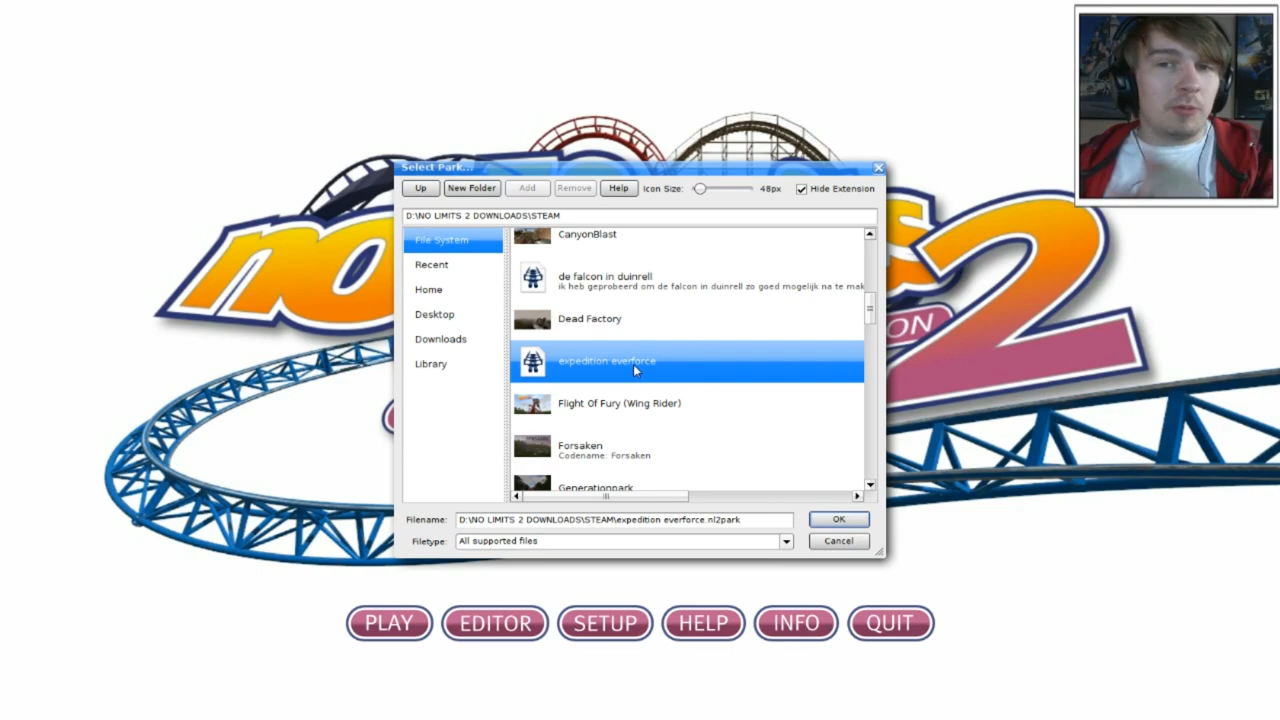 Select Park...
Up New Folder Add Remove Help Icon Size: 48px Hide Extension
D:\NO LIMITS 2 DOWNLOADS\STEAM
File System
Recent
Home
Desktop
Downloads
Library
CanyonBlast
de falcon in duinrell
ik heb geprobeerd om de falcon in duinrell zo goed mogelijk na te mak
Dead Factory
expedition everforce
Flight Of Fury (Wing Rider)
Forsaken
Codename: Forsaken
Generationpark
Filename: D:\NO LIMITS 2 DOWNLOADS\STEAM\expedition everforce.nl2park OK
Filetype: All supported files Cancel
no
s 2
ION
PLAY EDITOR SETUP HELP INFO QUIT